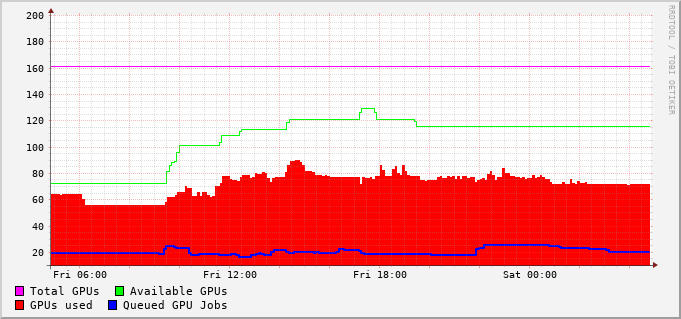 200
180
160
140
120
100
80
60
40
20
Fri 06:00 Fri 12:00 Fri 18:00 Sat 00:00
Total GPUs Available GPUs
GPUs used Queued GPU Jobs
RRDTOOL / TOBI OETIKER